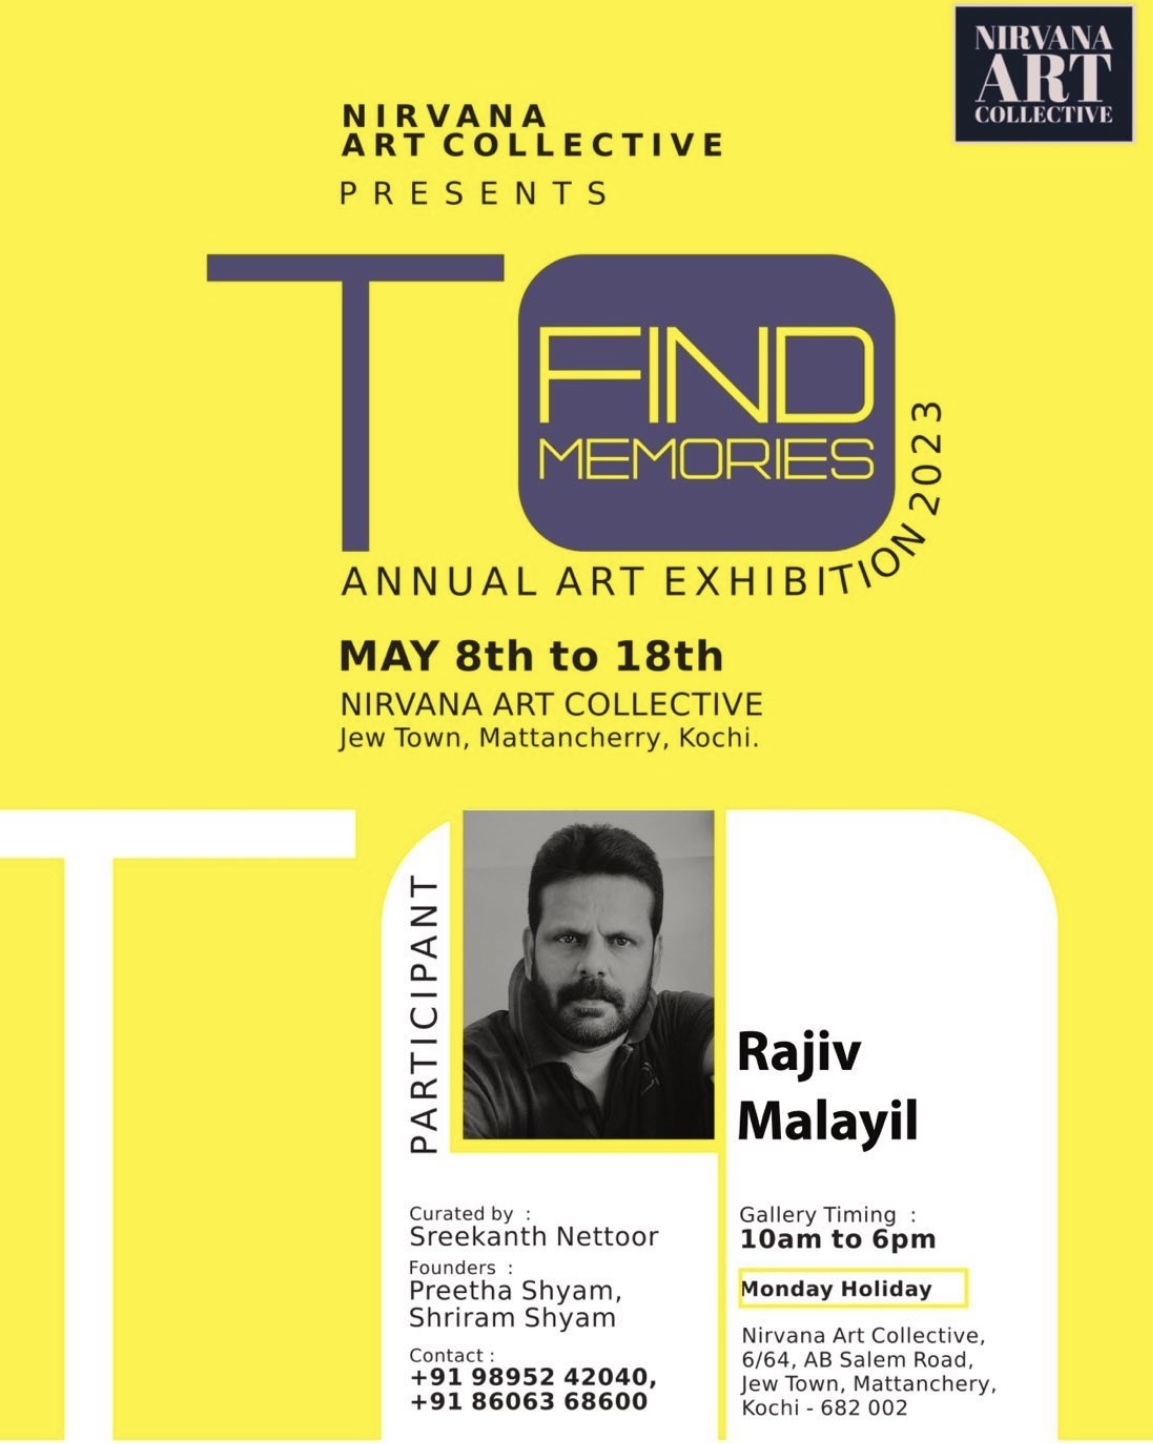 NIRVANA
ART
COLLECTIVE
NIRVANA
ART COLLECTIVE
PRESENTS
TO
FIND
MEMORIES
ANNUAL ART EXHIBITION 2023
MAY 8th to 18th
NIRVANA ART COLLECTIVE
Jew Town, Mattancherry, Kochi.
PARTICIPANT
Rajiv
Malayil
Curated by :
Sreekanth Nettoor
Founders :
Preetha Shyam,
Shriram Shyam
Contact :
+91 98952 42040,
+91 86063 68600
Gallery Timing :
10am to 6pm
Monday Holiday
Nirvana Art Collective,
6/64, AB Salem Road,
Jew Town, Mattanchery,
Kochi - 682 002